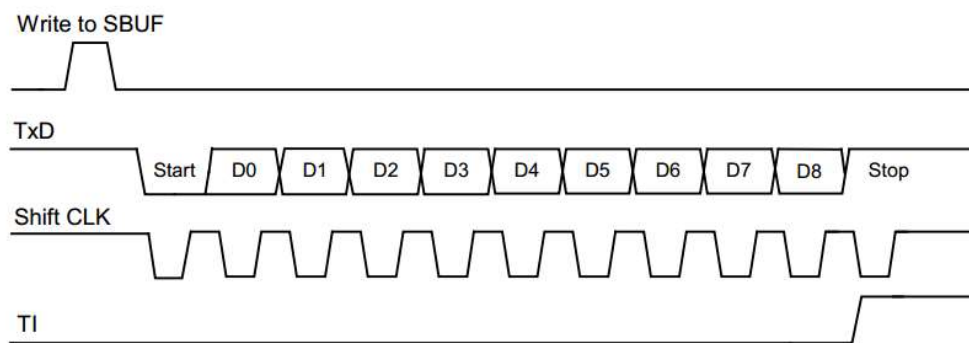 Write to SBUF
TxD
Start D0 D1 D2 D3 D4 D5 D6 D7 D8 Stop
Shift CLK
TI